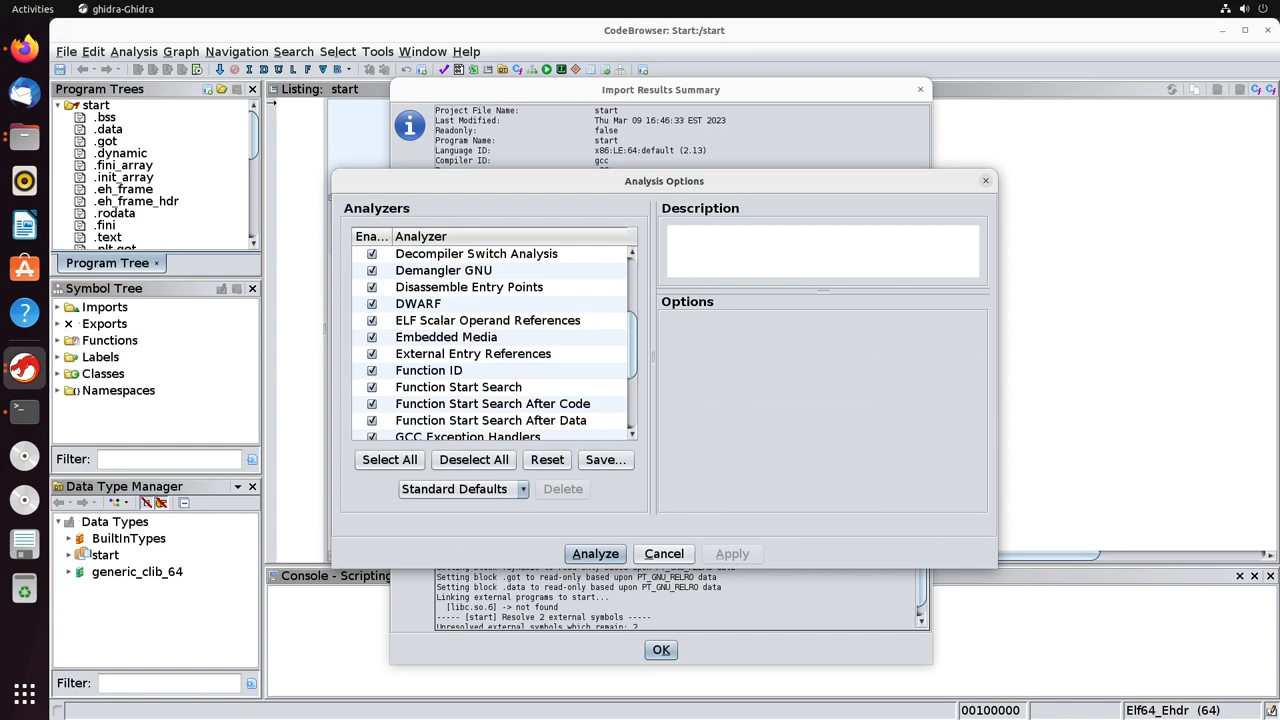 Activities
ghidra-Ghidra
CodeBrowser: Start:/start
File Edit Analysis Graph Navigation Search Select Tools Window Help
I D U L F V B
Program Trees
start
.bss
.data
.got
.dynamic
.fini_array
.init_array
.eh_frame
.eh_frame_hdr
.rodata
.fini
.text
.plt.got
Program Tree ×
Symbol Tree
Imports
Exports
Functions
Labels
Classes
Namespaces
Filter:
Data Type Manager
Data Types
BuiltInTypes
start
generic_clib_64
Filter:
Listing: start
Import Results Summary
Project File Name: start
Last Modified: Thu Mar 09 16:46:33 EST 2023
Readonly: false
Program Name: start
Language ID: x86:LE:64:default (2.13)
Compiler ID: gcc
Analysis Options
Analyzers
Ena... Analyzer
Decompiler Switch Analysis
Demangler GNU
Disassemble Entry Points
DWARF
ELF Scalar Operand References
Embedded Media
External Entry References
Function ID
Function Start Search
Function Start Search After Code
Function Start Search After Data
GCC Exception Handlers
Select All Deselect All Reset Save...
Standard Defaults Delete
Description
Options
Analyze Cancel Apply
Console - Scripting
Setting block .got to read-only based upon PT_GNU_RELRO data
Setting block .data to read-only based upon PT_GNU_RELRO data
Linking external programs to start...
[libc.so.6] -> not found
----- [start] Resolve 2 external symbols -----
Unresolved external symbols which remain: 2
OK
00100000
Elf64_Ehdr (64)